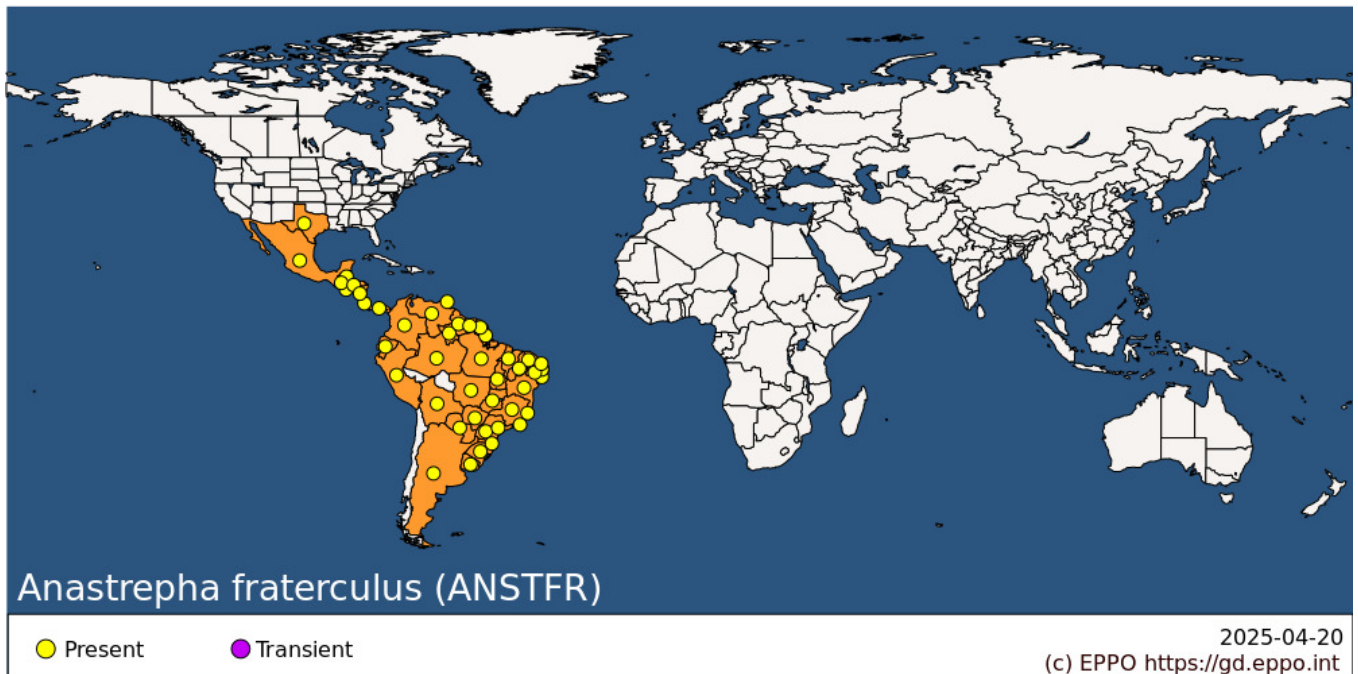 Anastrepha fraterculus (ANSTFR)
Present
Transient
2025-04-20
(c) EPPO https://gd.eppo.int